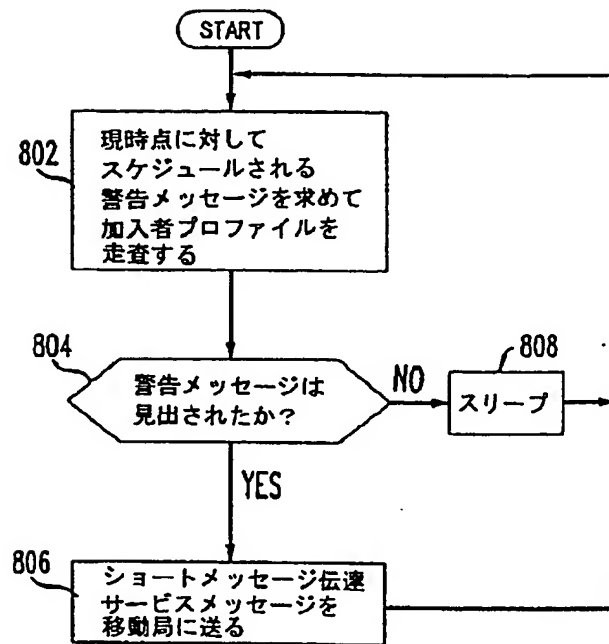 START
802
現時点に対して
スケジュールされる
警告メッセージを求めて
加入者プロファイルを
走査する
804
警告メッセージは
見出されたか?
NO
808
スリープ
YES
806
ショートメッセージ伝達
サービスメッセージを
移動局に送る